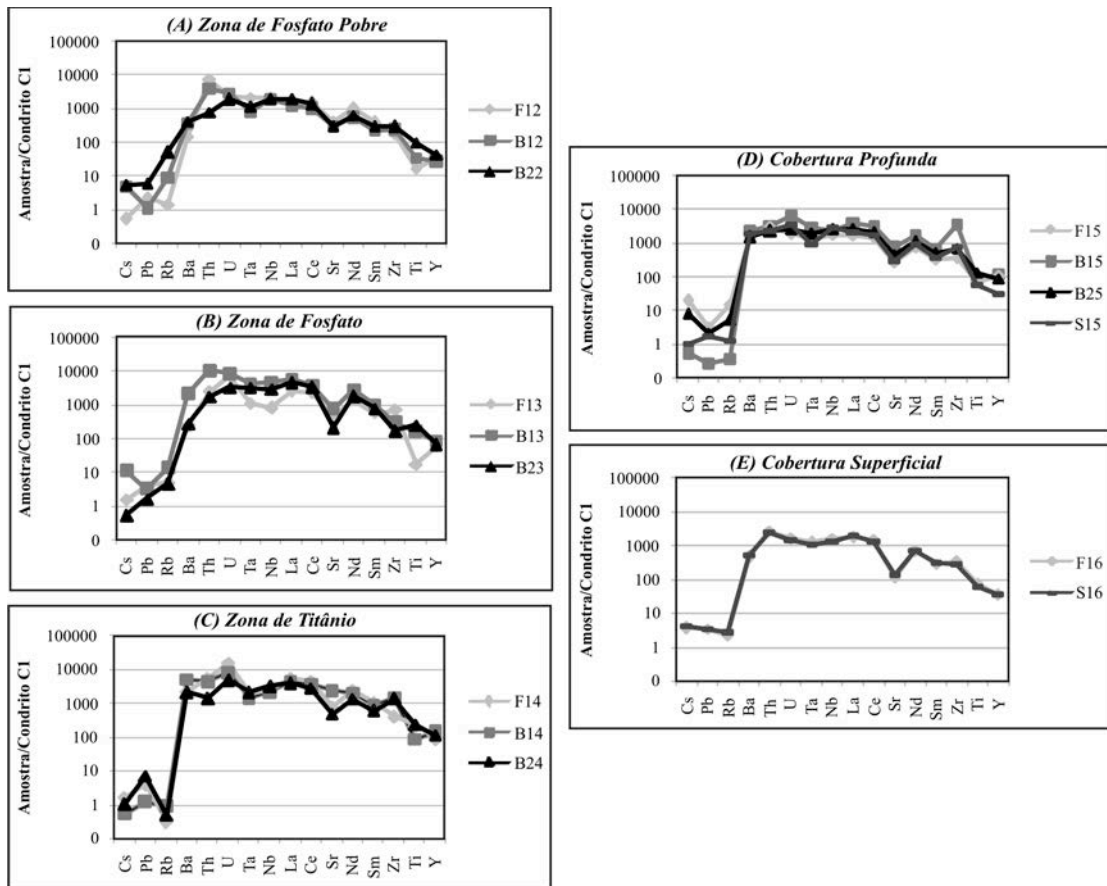 (A) Zona de Fosfato Pobre
Amostra/Condrito C1
100000
10000
1000
100
10
1
0
Cs Pb Rb Ba Th U Ta Nb La Ce Sr Nd Sm Zr Ti Y
F12
B12
B22
(B) Zona de Fosfato
Amostra/Condrito C1
100000
10000
1000
100
10
1
0
Cs Pb Rb Ba Th U Ta Nb La Ce Sr Nd Sm Zr Ti Y
F13
B13
B23
(C) Zona de Titânio
Amostra/Condrito C1
100000
10000
1000
100
10
1
0
Cs Pb Rb Ba Th U Ta Nb La Ce Sr Nd Sm Zr Ti Y
F14
B14
B24
(D) Cobertura Profunda
Amostra/Condrito C1
100000
10000
1000
100
10
1
0
Cs Pb Rb Ba Th U Ta Nb La Ce Sr Nd Sm Zr Ti Y
F15
B15
B25
S15
(E) Cobertura Superficial
Amostra/Condrito C1
100000
10000
1000
100
10
1
0
Cs Pb Rb Ba Th U Ta Nb La Ce Sr Nd Sm Zr Ti Y
F16
S16